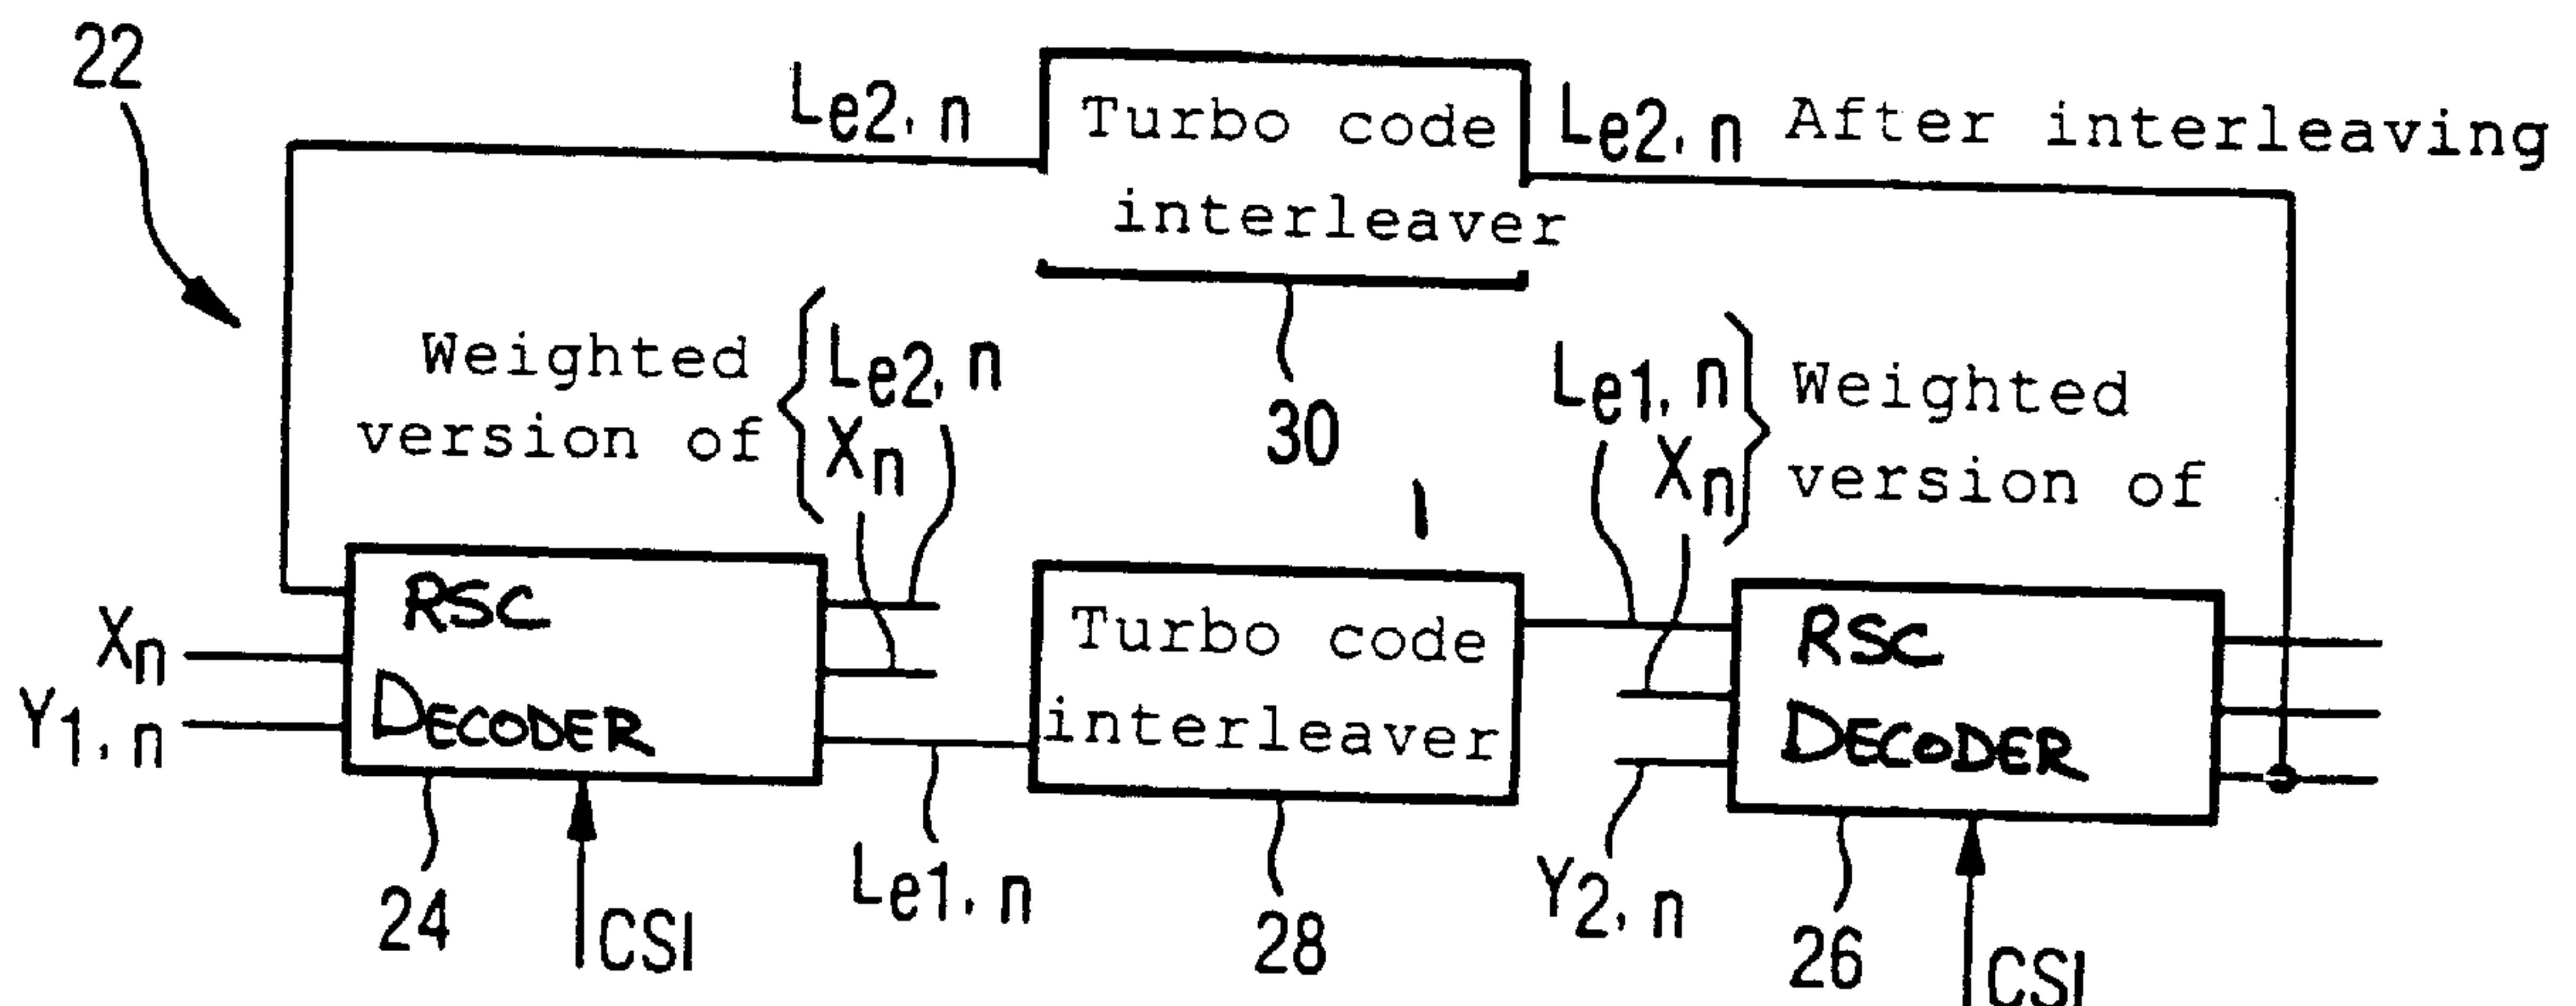 22
Le2,n
Turbo code
interleaver
Le2,n After interleaving
30
Weighted
version of
Le2,n
Xn
Le1,n
Xn
Weighted
version of
Xn
Y1,n
RSC
DECODER
24
CSI
Le1,n
Turbo code
interleaver
28
Y2,n
RSC
DECODER
26
CSI